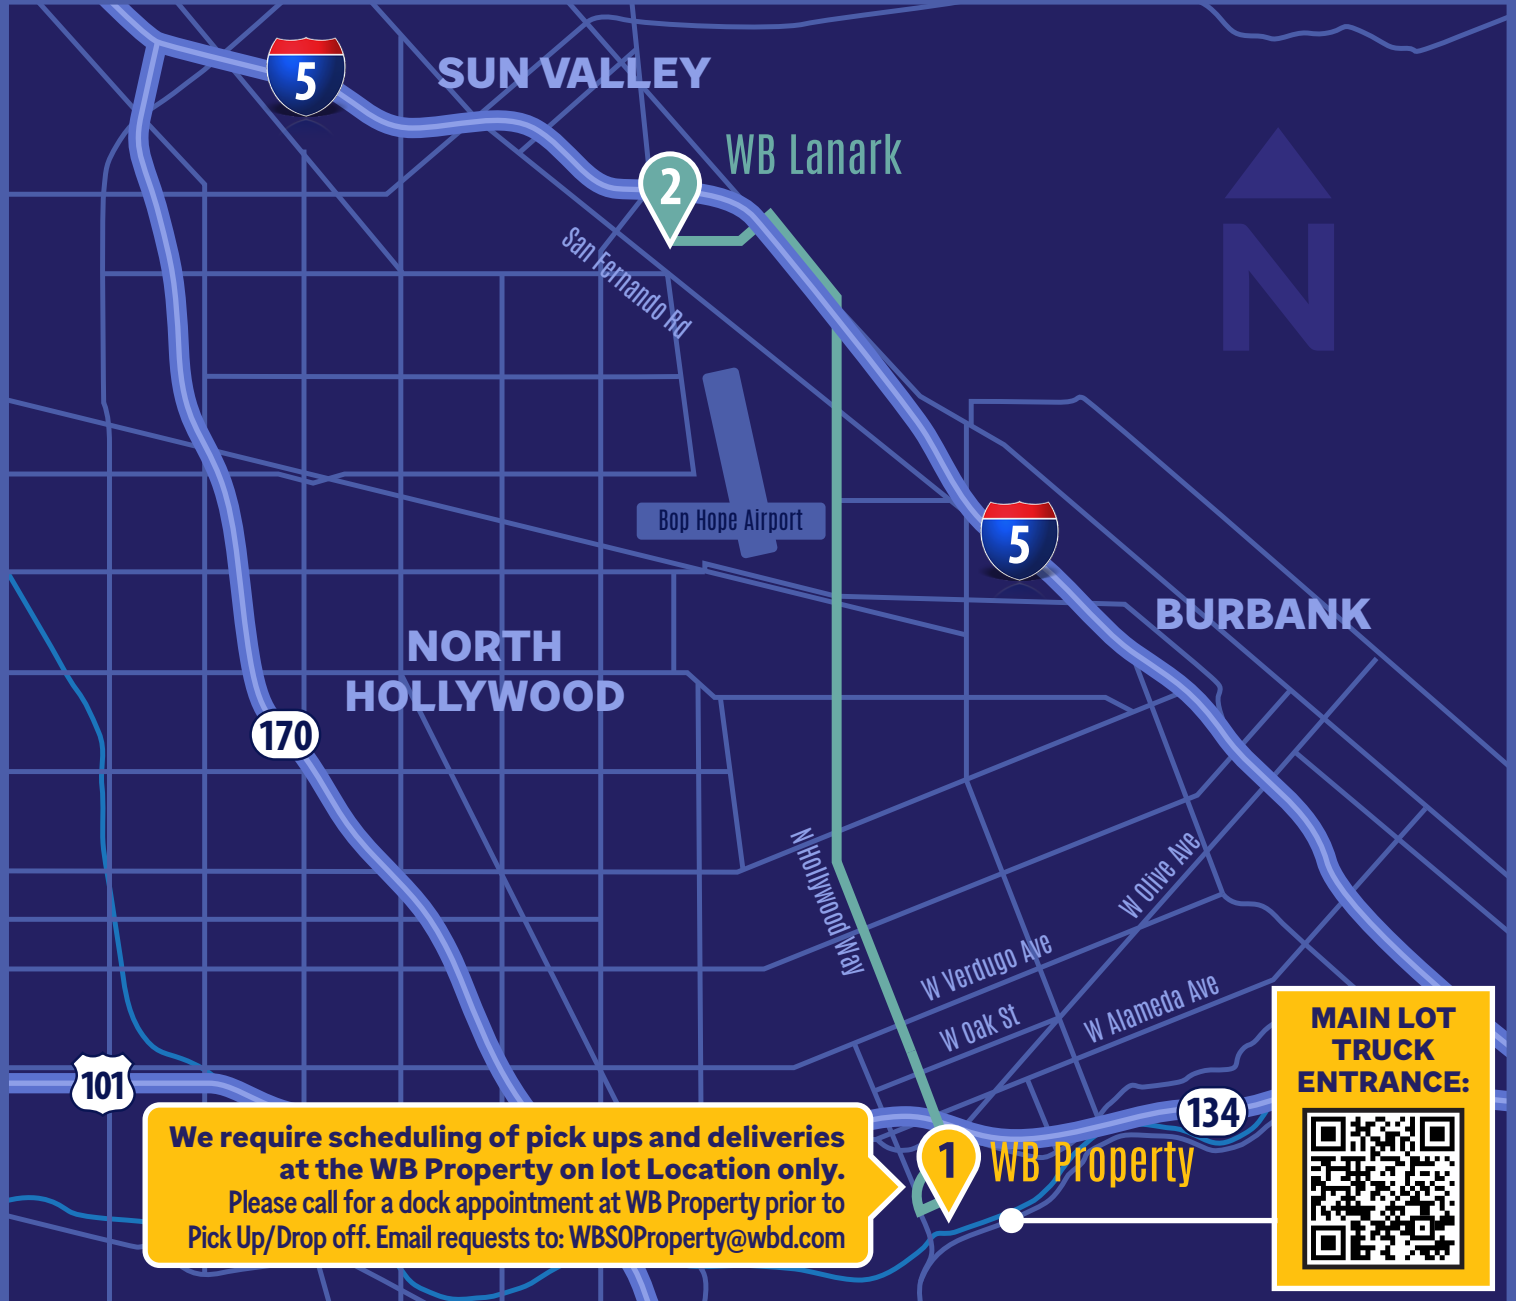 5
SUN VALLEY
WB Lanark
2
San Fernando Rd
N
Bop Hope Airport
5
BURBANK
NORTH
HOLLYWOOD
170
N Hollywood Way
W Olive Ave
W Verdugo Ave
W Oak St
W Alameda Ave
101
134
MAIN LOT
TRUCK
ENTRANCE:
1
WB Property
We require scheduling of pick ups and deliveries
at the WB Property on lot Location only.
Please call for a dock appointment at WB Property prior to
Pick Up/Drop off. Email requests to: WBSOProperty@wbd.com